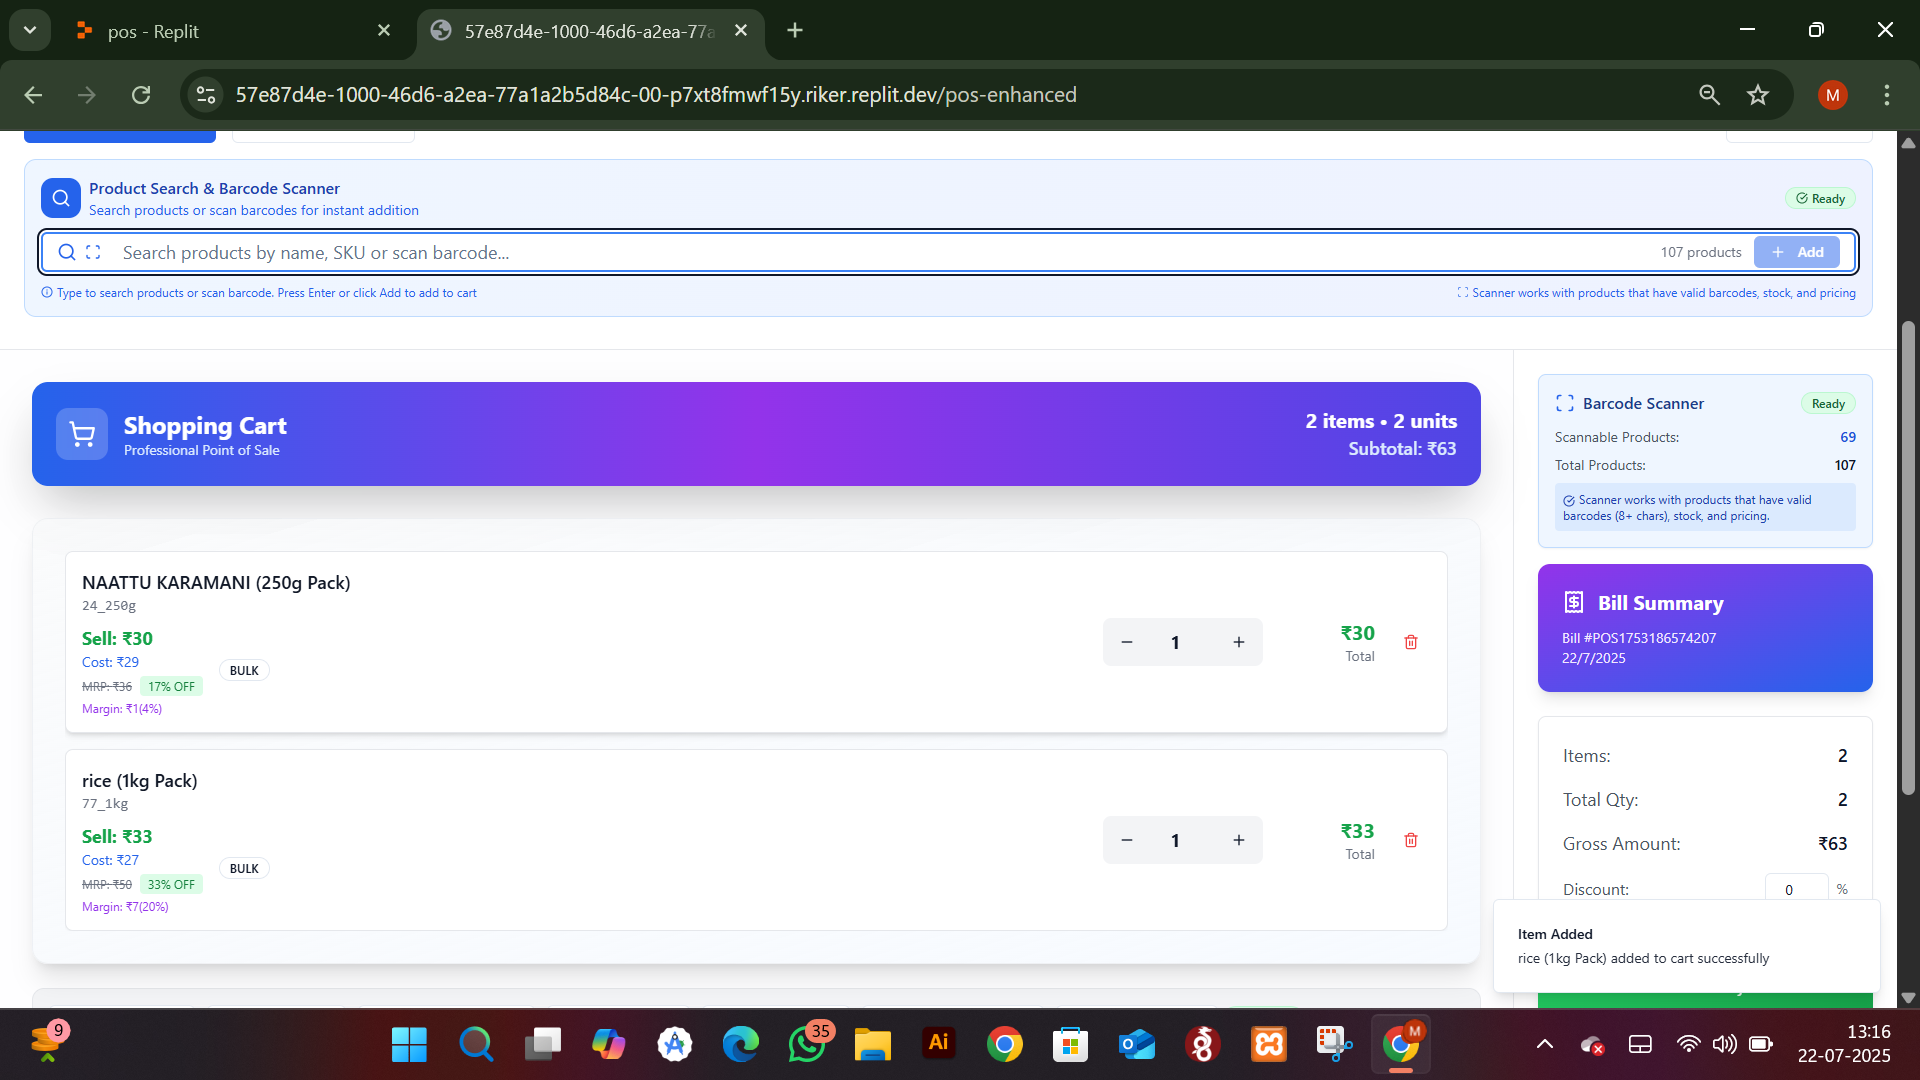 pos - Replit
57e87d4e-1000-46d6-a2ea-77a
57e87d4e-1000-46d6-a2ea-77a1a2b5d84c-00-p7xt8fmwf15y.riker.replit.dev/pos-enhanced
M
Product Search & Barcode Scanner
Search products or scan barcodes for instant addition
Ready
Search products by name, SKU or scan barcode...
107 products
+ Add
Type to search products or scan barcode. Press Enter or click Add to add to cart
Scanner works with products that have valid barcodes, stock, and pricing
Shopping Cart
Professional Point of Sale
2 items • 2 units
Subtotal: ₹63
NAATTU KARAMANI (250g Pack)
24_250g
Sell: ₹30
Cost: ₹29
MRP: ₹36 17% OFF
Margin: ₹1(4%)
BULK
− 1 +
₹30
Total
rice (1kg Pack)
77_1kg
Sell: ₹33
Cost: ₹27
MRP: ₹50 33% OFF
Margin: ₹7(20%)
BULK
− 1 +
₹33
Total
Barcode Scanner
Ready
Scannable Products: 69
Total Products: 107
Scanner works with products that have valid
barcodes (8+ chars), stock, and pricing.
Bill Summary
Bill #POS1753186574207
22/7/2025
Items: 2
Total Qty: 2
Gross Amount: ₹63
Discount: 0 %
Item Added
rice (1kg Pack) added to cart successfully
9
35
Ai
M
13:16
22-07-2025